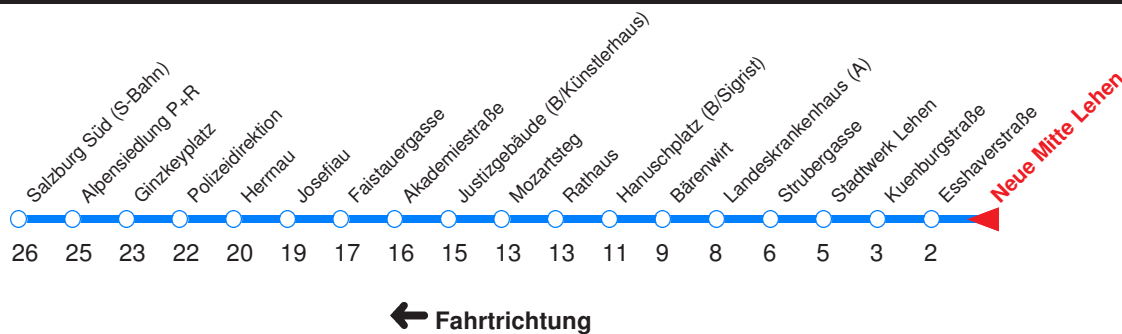 Salzburg Süd (S-Bahn)
Alpensiedlung P+R
Ginzkeyplatz
Polizeidirektion
Herrnau
Josefiau
Faistauergasse
Akademiestraße
Justizgebäude (B/Künstlerhaus)
Mozartsteg
Rathaus
Hanuschplatz (B/Sigrist)
Bärenwirt
Landeskrankenhaus (A)
Strubergasse
Stadtwerk Lehen
Kuenburgstraße
Esshaverstraße
Neue Mitte Lehen
26 25 23 22 20 19 17 16 15 13 13 11 9 8 6 5 3 2
Fahrtrichtung